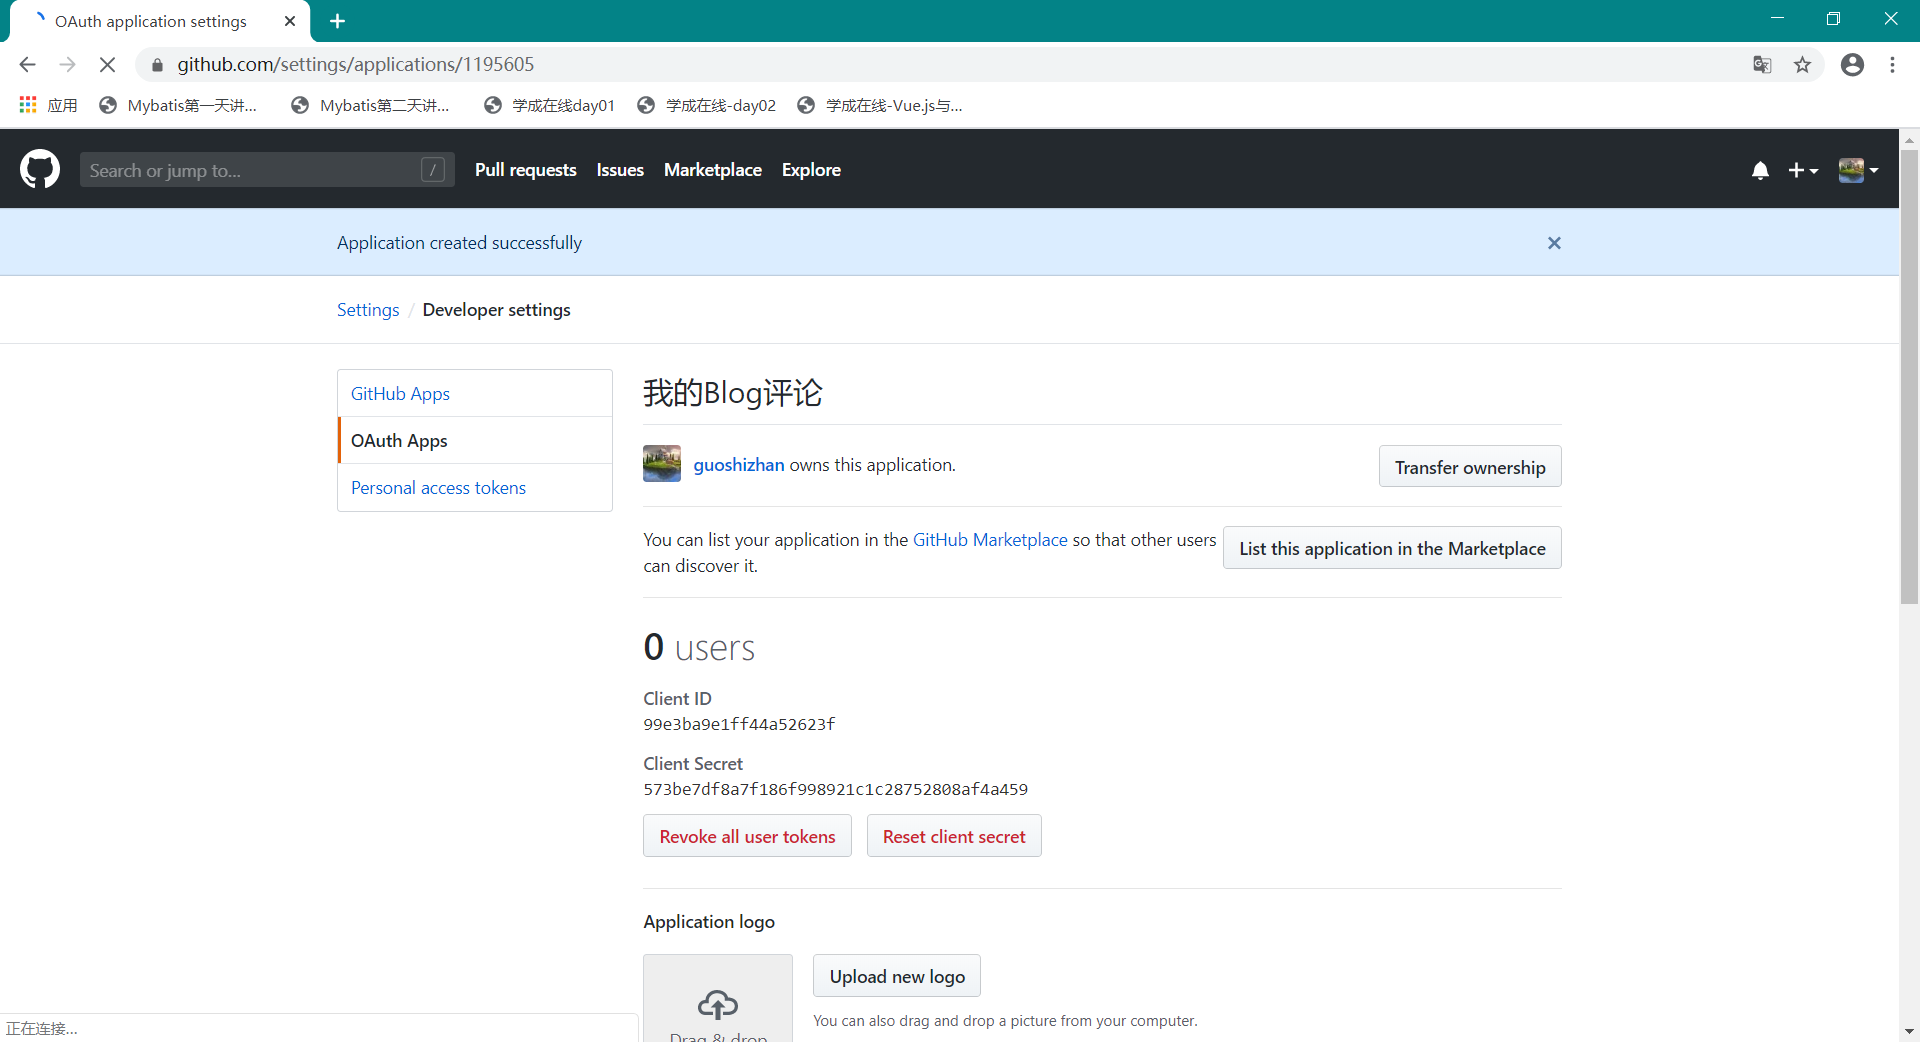 OAuth application settings
github.com/settings/applications/1195605
应用
Mybatis第一天讲...
Mybatis第二天讲...
学成在线day01
学成在线-day02
学成在线-Vue.js与...
Search or jump to...
/
Pull requests
Issues
Marketplace
Explore
Application created successfully
Settings / Developer settings
GitHub Apps
OAuth Apps
Personal access tokens
我的Blog评论
guoshizhan owns this application.
Transfer ownership
You can list your application in the GitHub Marketplace so that other users
can discover it.
List this application in the Marketplace
0 users
Client ID
99e3ba9e1ff44a52623f
Client Secret
573be7df8a7f186f998921c1c28752808af4a459
Revoke all user tokens
Reset client secret
Application logo
Upload new logo
Drag & drop
You can also drag and drop a picture from your computer.
正在连接...